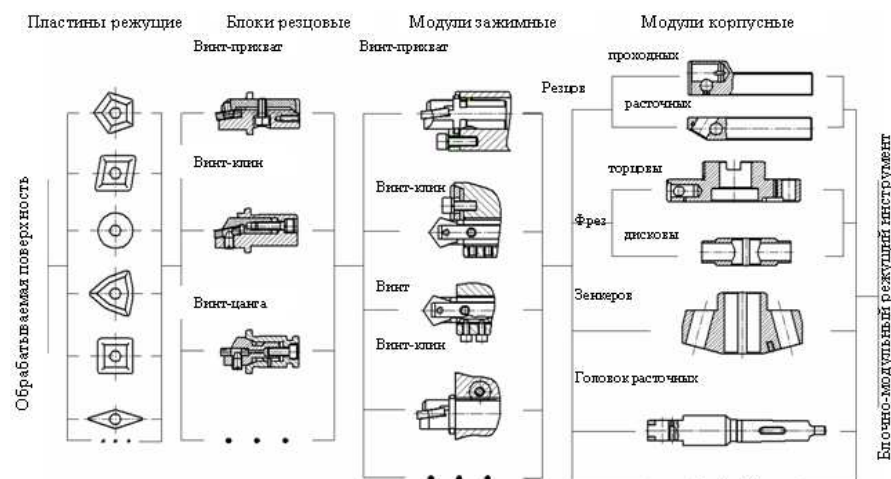 Пластины режущие
Блоки резцовые
Модули зажимные
Модули корпусные
Винт-прихват
Винт-клин
Винт-цанга
Винт-прихват
Винт-клин
Винт
Винт-клин
Резцов
проходных
расточных
Фрез
торцовы
дисковы
Зенкеров
Головок расточных
Обрабатываемая поверхность
Блочно-модульный режущий инструмент